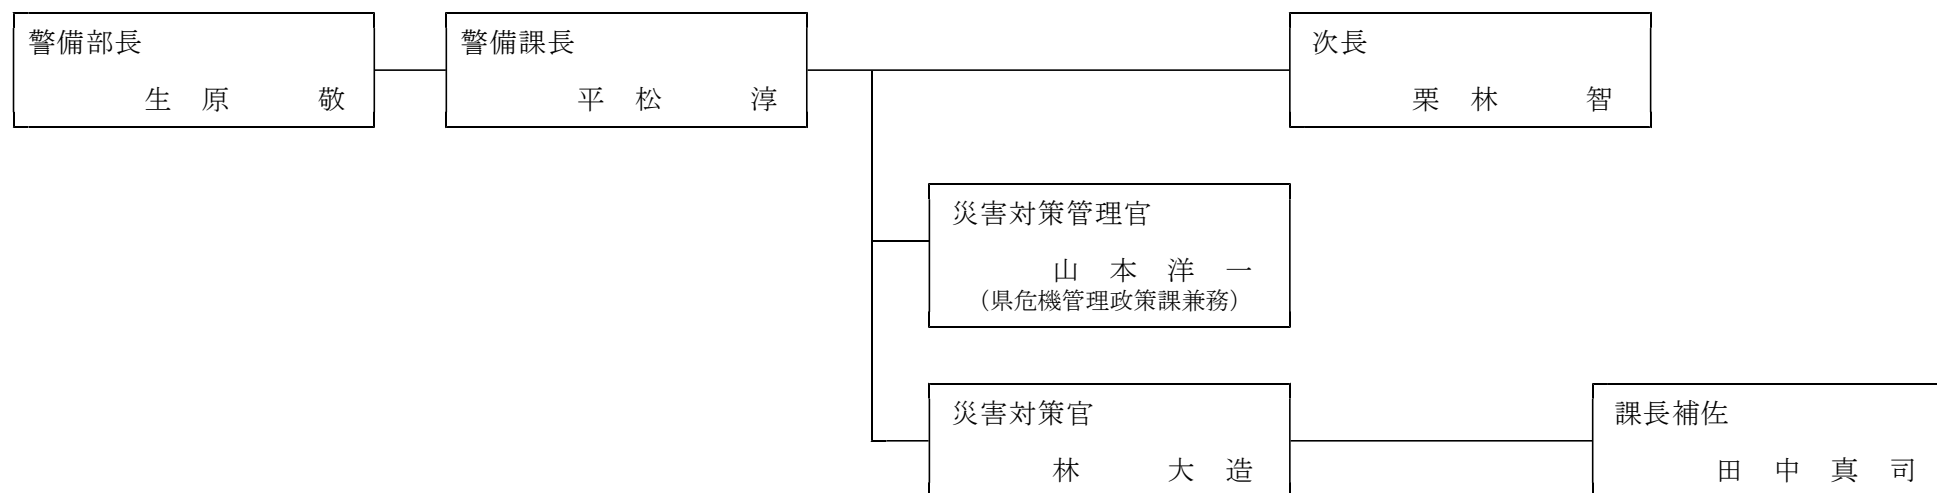 警備部長
生原 敬
警備課長
平松 淳
次長
栗林 智
災害対策管理官
山本洋一
（県危機管理政策課兼務）
災害対策官
林 大造
課長補佐
田中真司